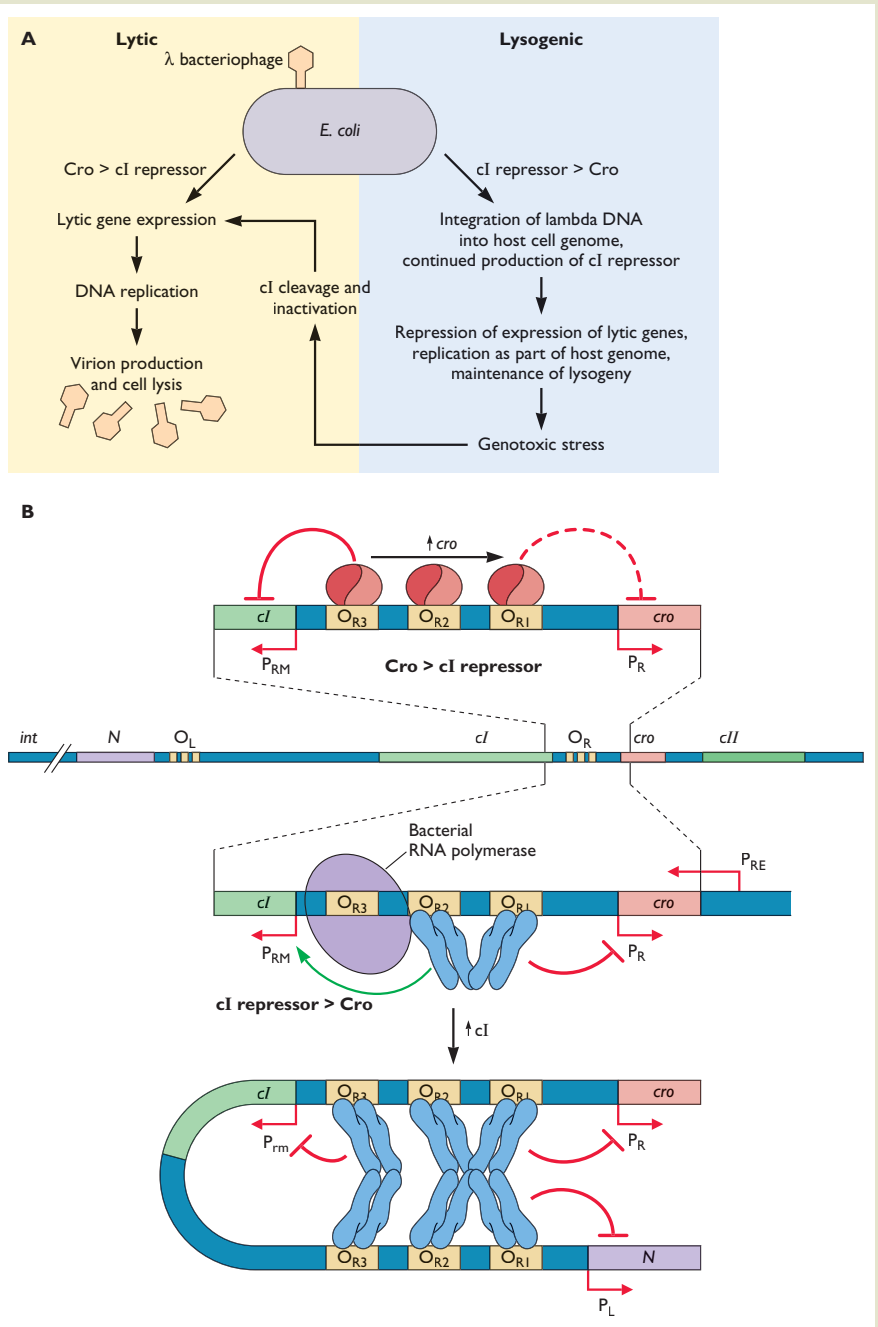 A
Lytic
Lysogenic
λ bacteriophage
E. coli
Cro > cI repressor
cI repressor > Cro
Lytic gene expression
Integration of lambda DNA
into host cell genome,
continued production of cI repressor
DNA replication
cI cleavage and
inactivation
Repression of expression of lytic genes,
replication as part of host genome,
maintenance of lysogeny
Virion production
and cell lysis
Genotoxic stress
B
↑ cro
cI
OR3
OR2
OR1
cro
PRM
Cro > cI repressor
PR
int
N
OL
cI
OR
cro
cII
Bacterial
RNA polymerase
PRE
cI
OR3
OR2
OR1
cro
PRM
PR
cI repressor > Cro
↑ cI
cI
OR3
OR2
OR1
cro
Prm
PR
OR3
OR2
OR1
N
PL